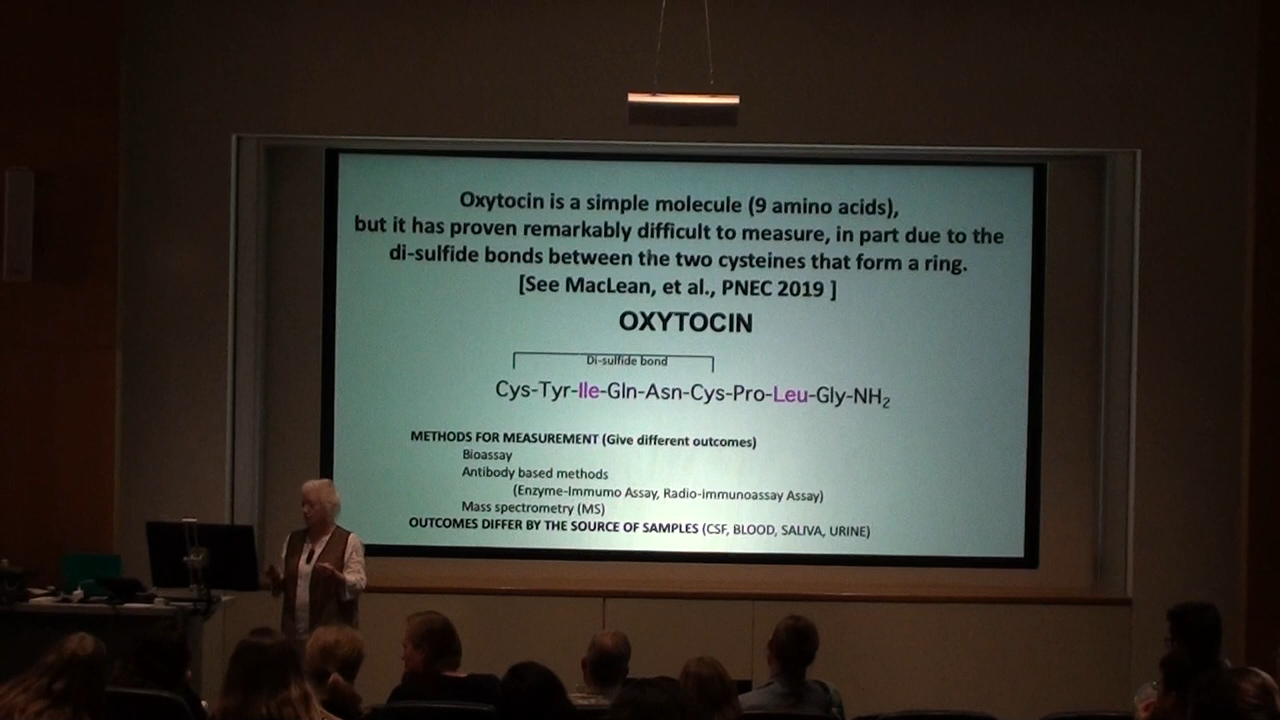 Oxytocin is a simple molecule (9 amino acids),
but it has proven remarkably difficult to measure, in part due to the
di-sulfide bonds between the two cysteines that form a ring.
[See MacLean, et al., PNEC 2019 ]
OXYTOCIN
Di-sulfide bond
Cys-Tyr-Ile-Gln-Asn-Cys-Pro-Leu-Gly-NH₂
METHODS FOR MEASUREMENT (Give different outcomes)
Bioassay
Antibody based methods
(Enzyme-Immumo Assay, Radio-immunoassay Assay)
Mass spectrometry (MS)
OUTCOMES DIFFER BY THE SOURCE OF SAMPLES (CSF, BLOOD, SALIVA, URINE)